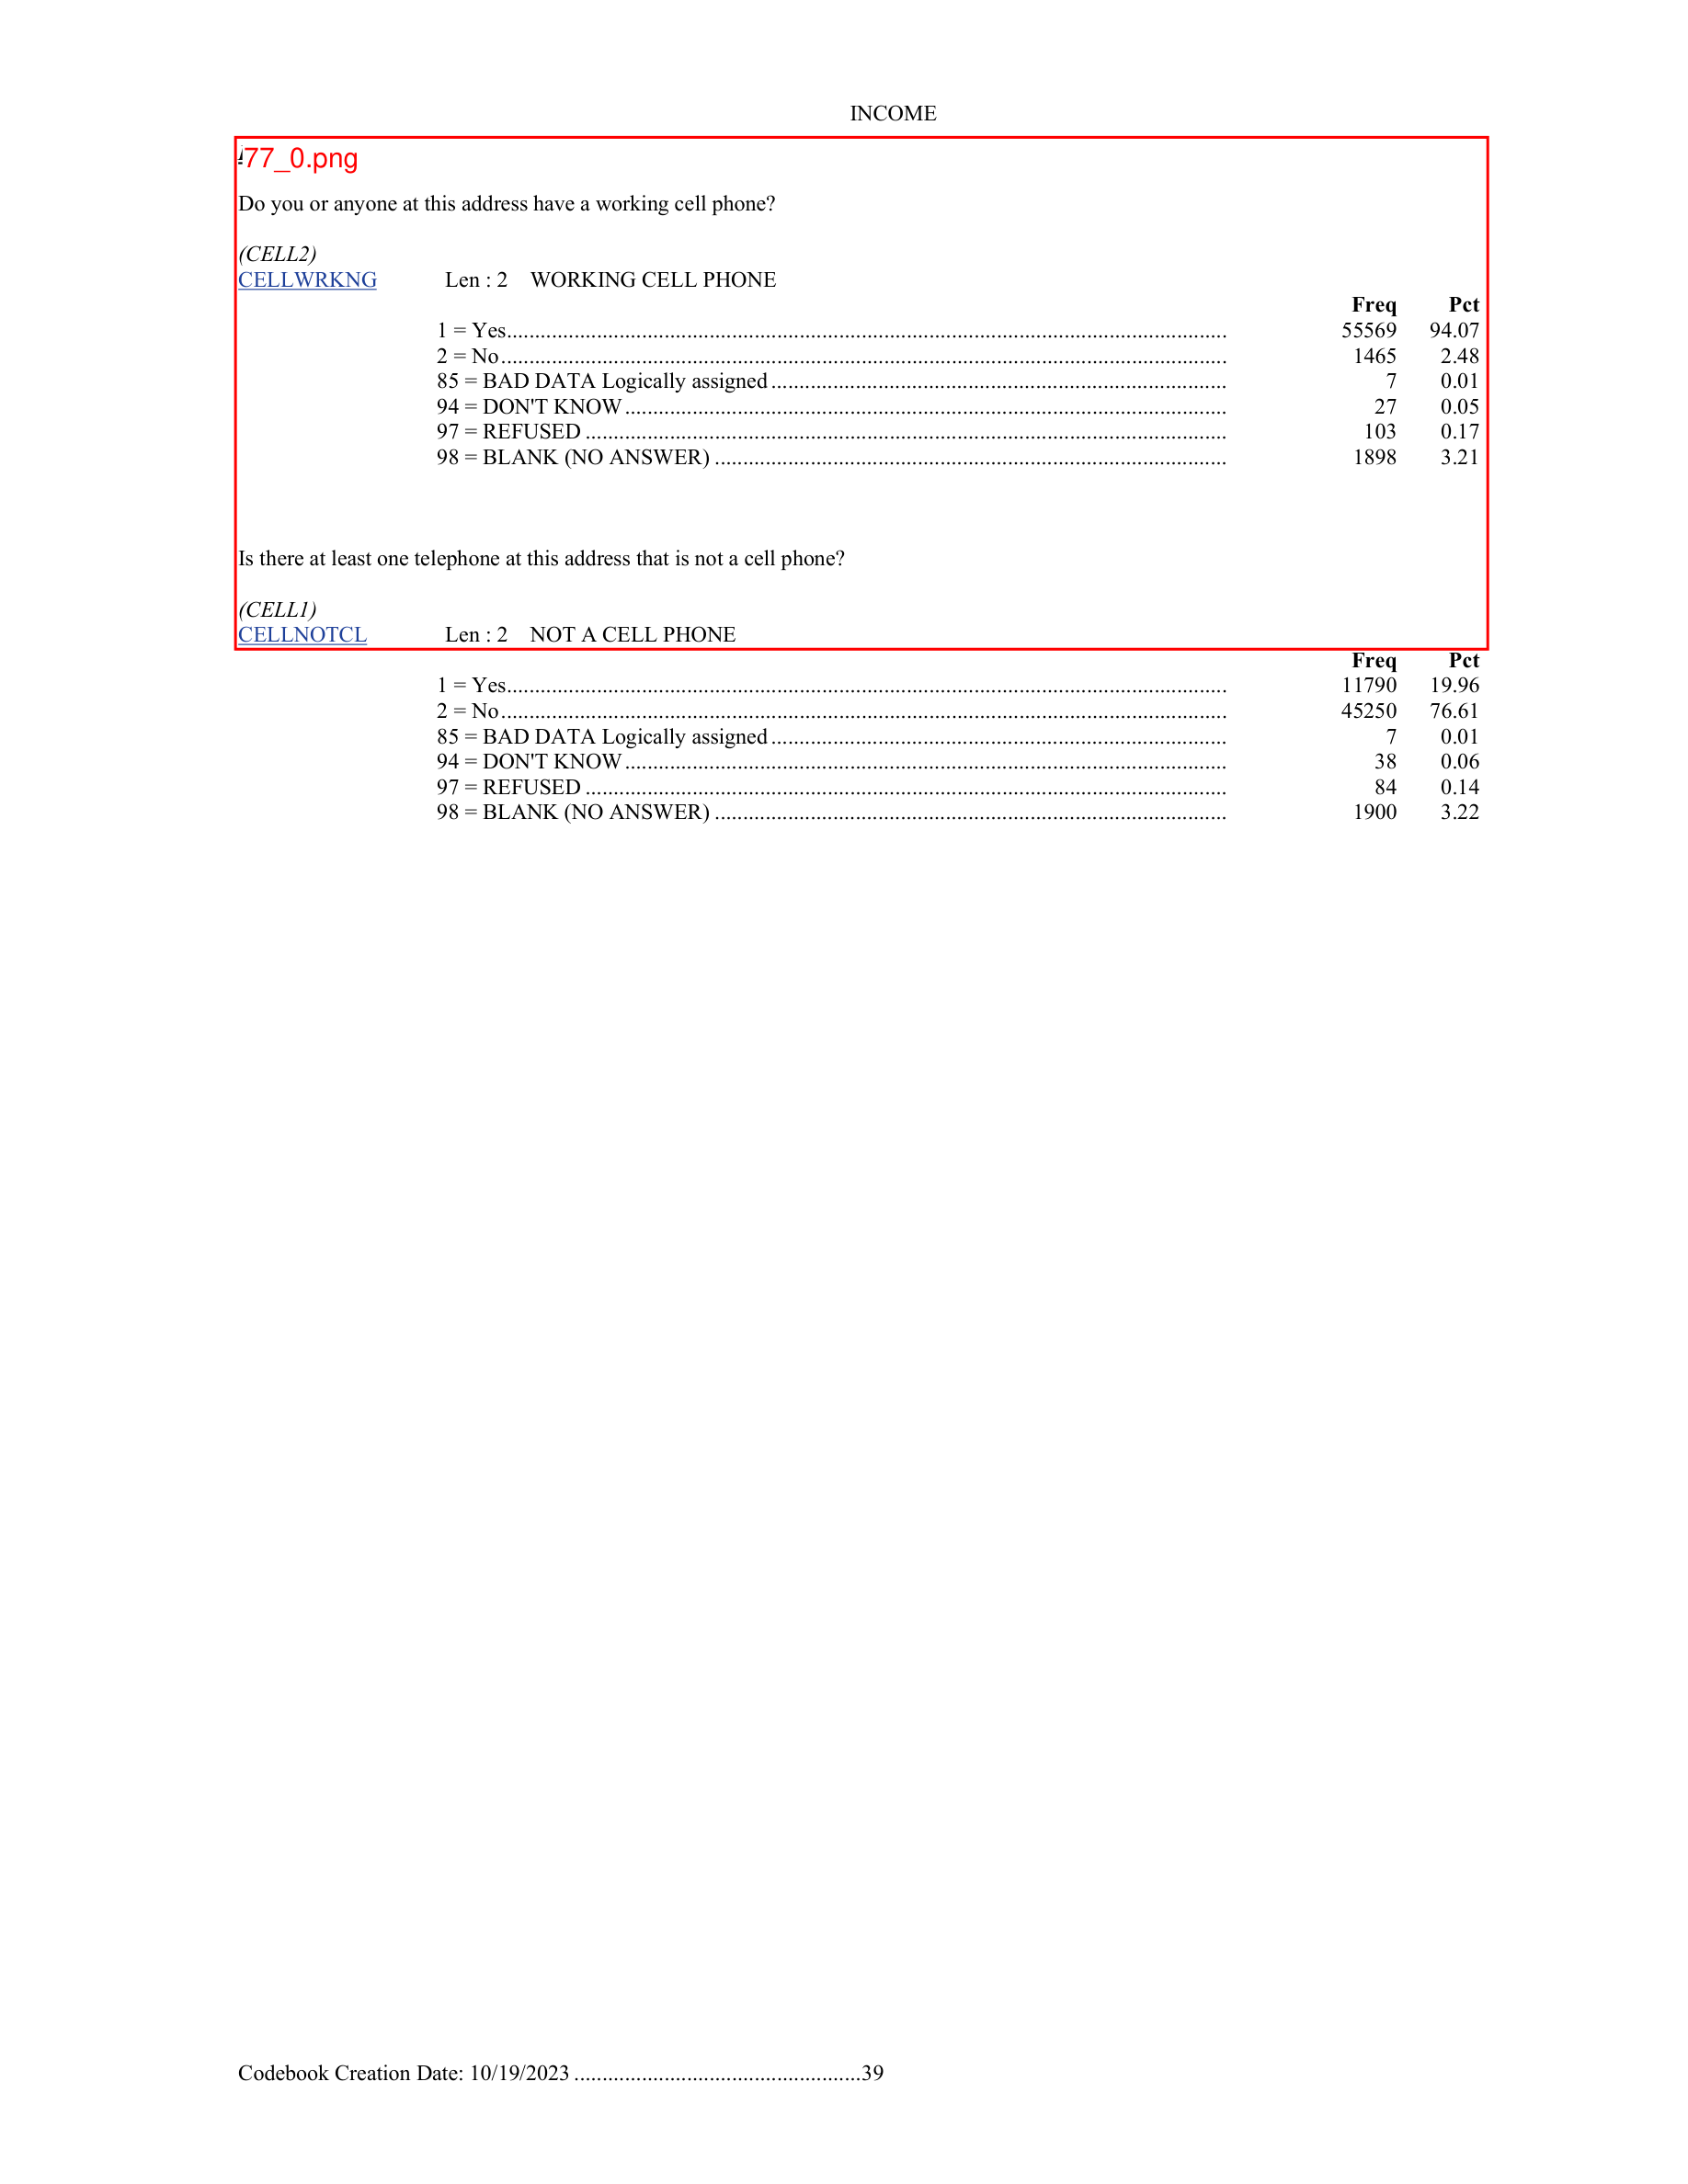 INCOME
77_0.png
Do you or anyone at this address have a working cell phone?
(CELL2)
CELLWRKNG Len : 2 WORKING CELL PHONE
Freq Pct
1 = Yes................................................................................................................................ 55569 94.07
2 = No................................................................................................................................. 1465 2.48
85 = BAD DATA Logically assigned ................................................................................. 7 0.01
94 = DON'T KNOW........................................................................................................... 27 0.05
97 = REFUSED .................................................................................................................. 103 0.17
98 = BLANK (NO ANSWER) ........................................................................................... 1898 3.21
Is there at least one telephone at this address that is not a cell phone?
(CELL1)
CELLNOTCL Len : 2 NOT A CELL PHONE
Freq Pct
1 = Yes................................................................................................................................ 11790 19.96
2 = No................................................................................................................................. 45250 76.61
85 = BAD DATA Logically assigned ................................................................................. 7 0.01
94 = DON'T KNOW........................................................................................................... 38 0.06
97 = REFUSED .................................................................................................................. 84 0.14
98 = BLANK (NO ANSWER) ........................................................................................... 1900 3.22
Codebook Creation Date: 10/19/2023 ...................................................39